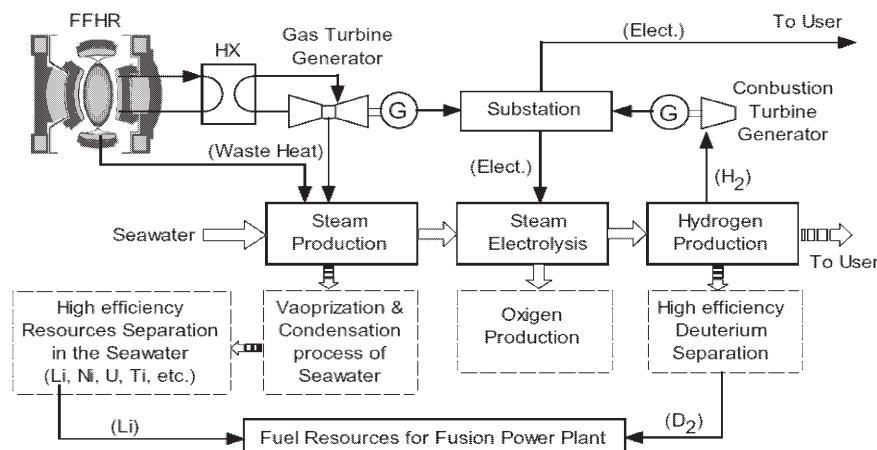 FFHR
HX
Gas Turbine
Generator
(Elect.)
To User
G
Substation
G
Conbustion
Turbine
Generator
(Waste Heat)
(Elect.)
(H2)
Seawater
Steam
Production
Steam
Electrolysis
Hydrogen
Production
To User
High efficiency
Resources Separation
in the Seawater
(Li, Ni, U, Ti, etc.)
Vaoprization &
Condensation
process of
Seawater
Oxigen
Production
High efficiency
Deuterium
Separation
(Li)
Fuel Resources for Fusion Power Plant
(D2)